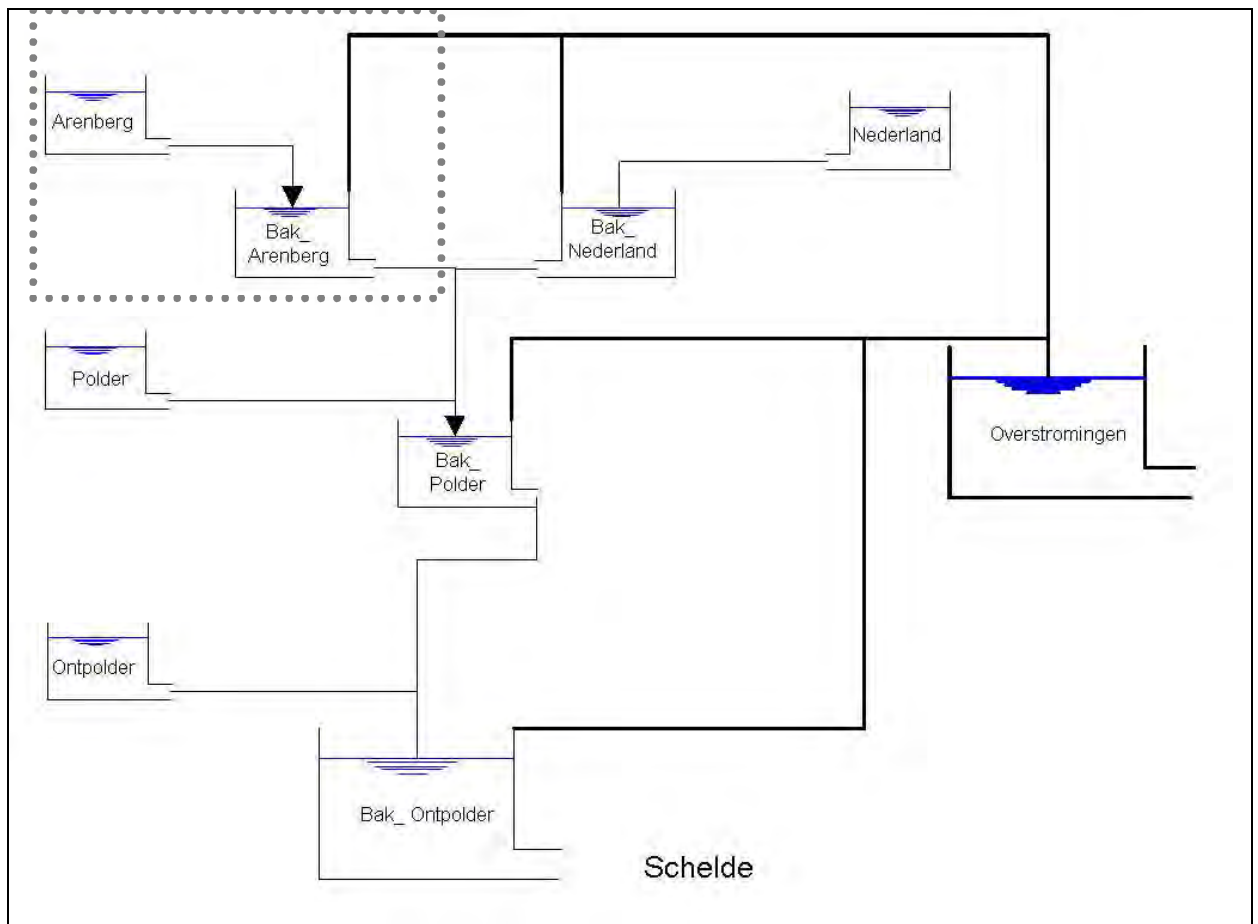 Arenberg
Nederland
Bak_
Arenberg
Bak_
Nederland
Polder
Overstromingen
Bak_
Polder
Ontpolder
Bak_ Ontpolder
Schelde